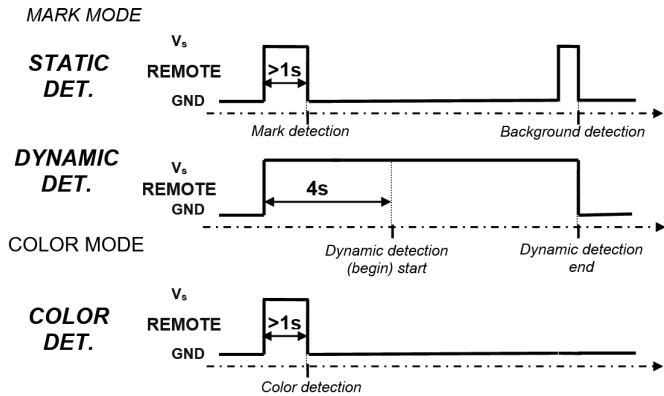 MARK MODE
STATIC
DET.
Vs
REMOTE
GND
>1s
Mark detection
Background detection
DYNAMIC
DET.
Vs
REMOTE
GND
4s
Dynamic detection
(begin) start
Dynamic detection
end
COLOR MODE
COLOR
DET.
Vs
REMOTE
GND
>1s
Color detection